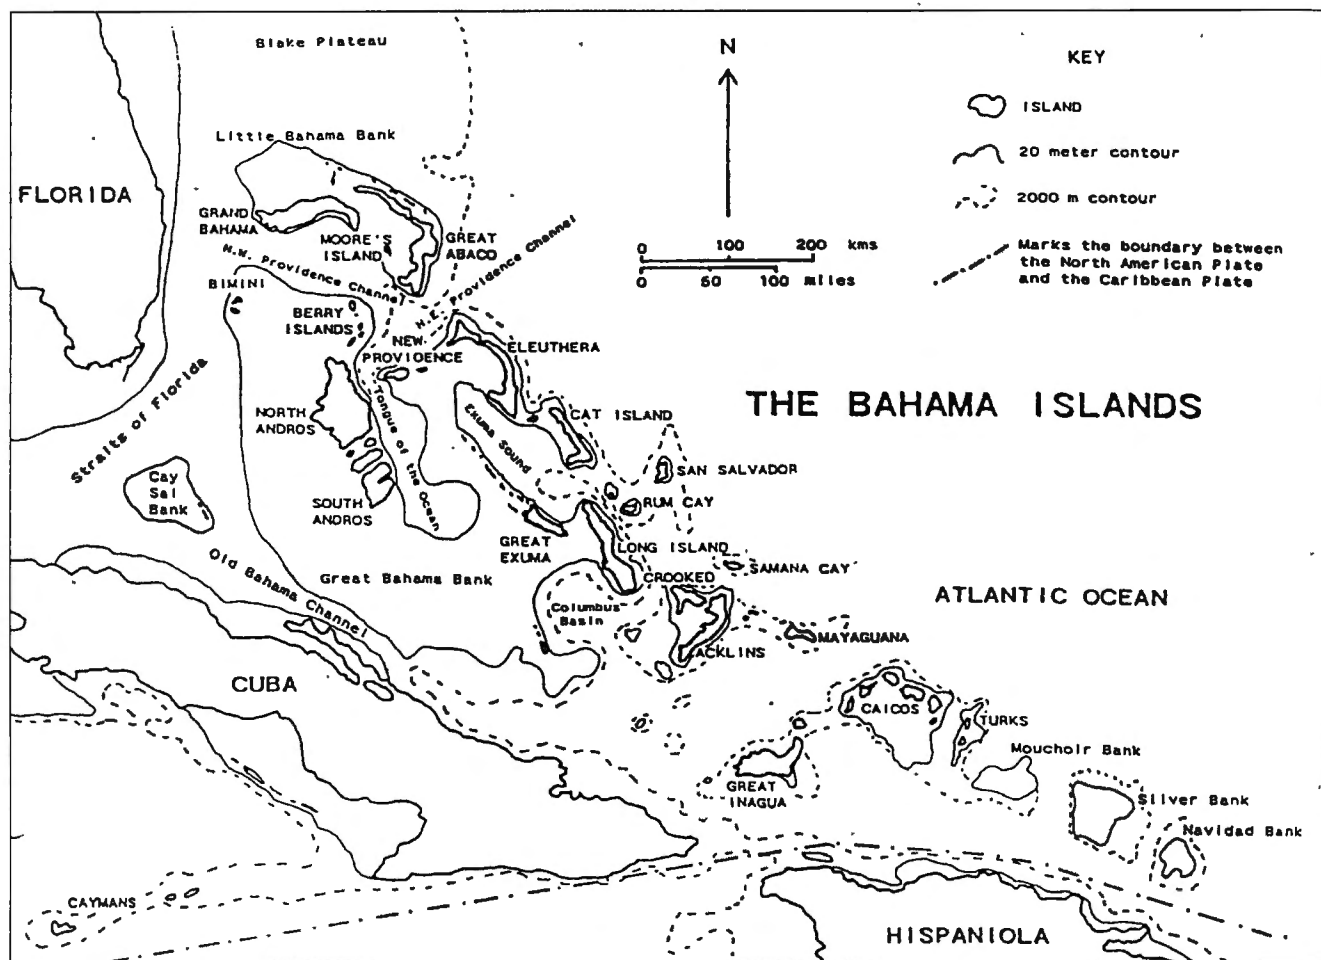 Blake Plateau
N
KEY
ISLAND
20 meter contour
2000 m contour
Marks the boundary between
the North American Plate
and the Caribbean Plate
0 100 200 kms
0 50 100 miles
Little Bahama Bank
FLORIDA
GRAND
BAHAMA
MOORE'S
ISLAND
GREAT
ABACO
N.W. Providence Channel
N.E. Providence Channel
BIMINI
BERRY
ISLANDS
NEW
PROVIDENCE
ELEUTHERA
THE BAHAMA ISLANDS
Straits of Florida
NORTH
ANDROS
Tongue of the Ocean
Exuma Sound
CAT ISLAND
SAN SALVADOR
Cay
Sal
Bank
SOUTH
ANDROS
RUM CAY
GREAT
EXUMA
LONG ISLAND
SAMANA CAY
Old Bahama Channel
Great Bahama Bank
CROOKED
Columbus
Basin
ATLANTIC OCEAN
ACKLINS
MAYAGUANA
CUBA
CAICOS
TURKS
Mouchoir Bank
GREAT
INAGUA
Silver Bank
Navidad Bank
CAYMANS
HISPANIOLA